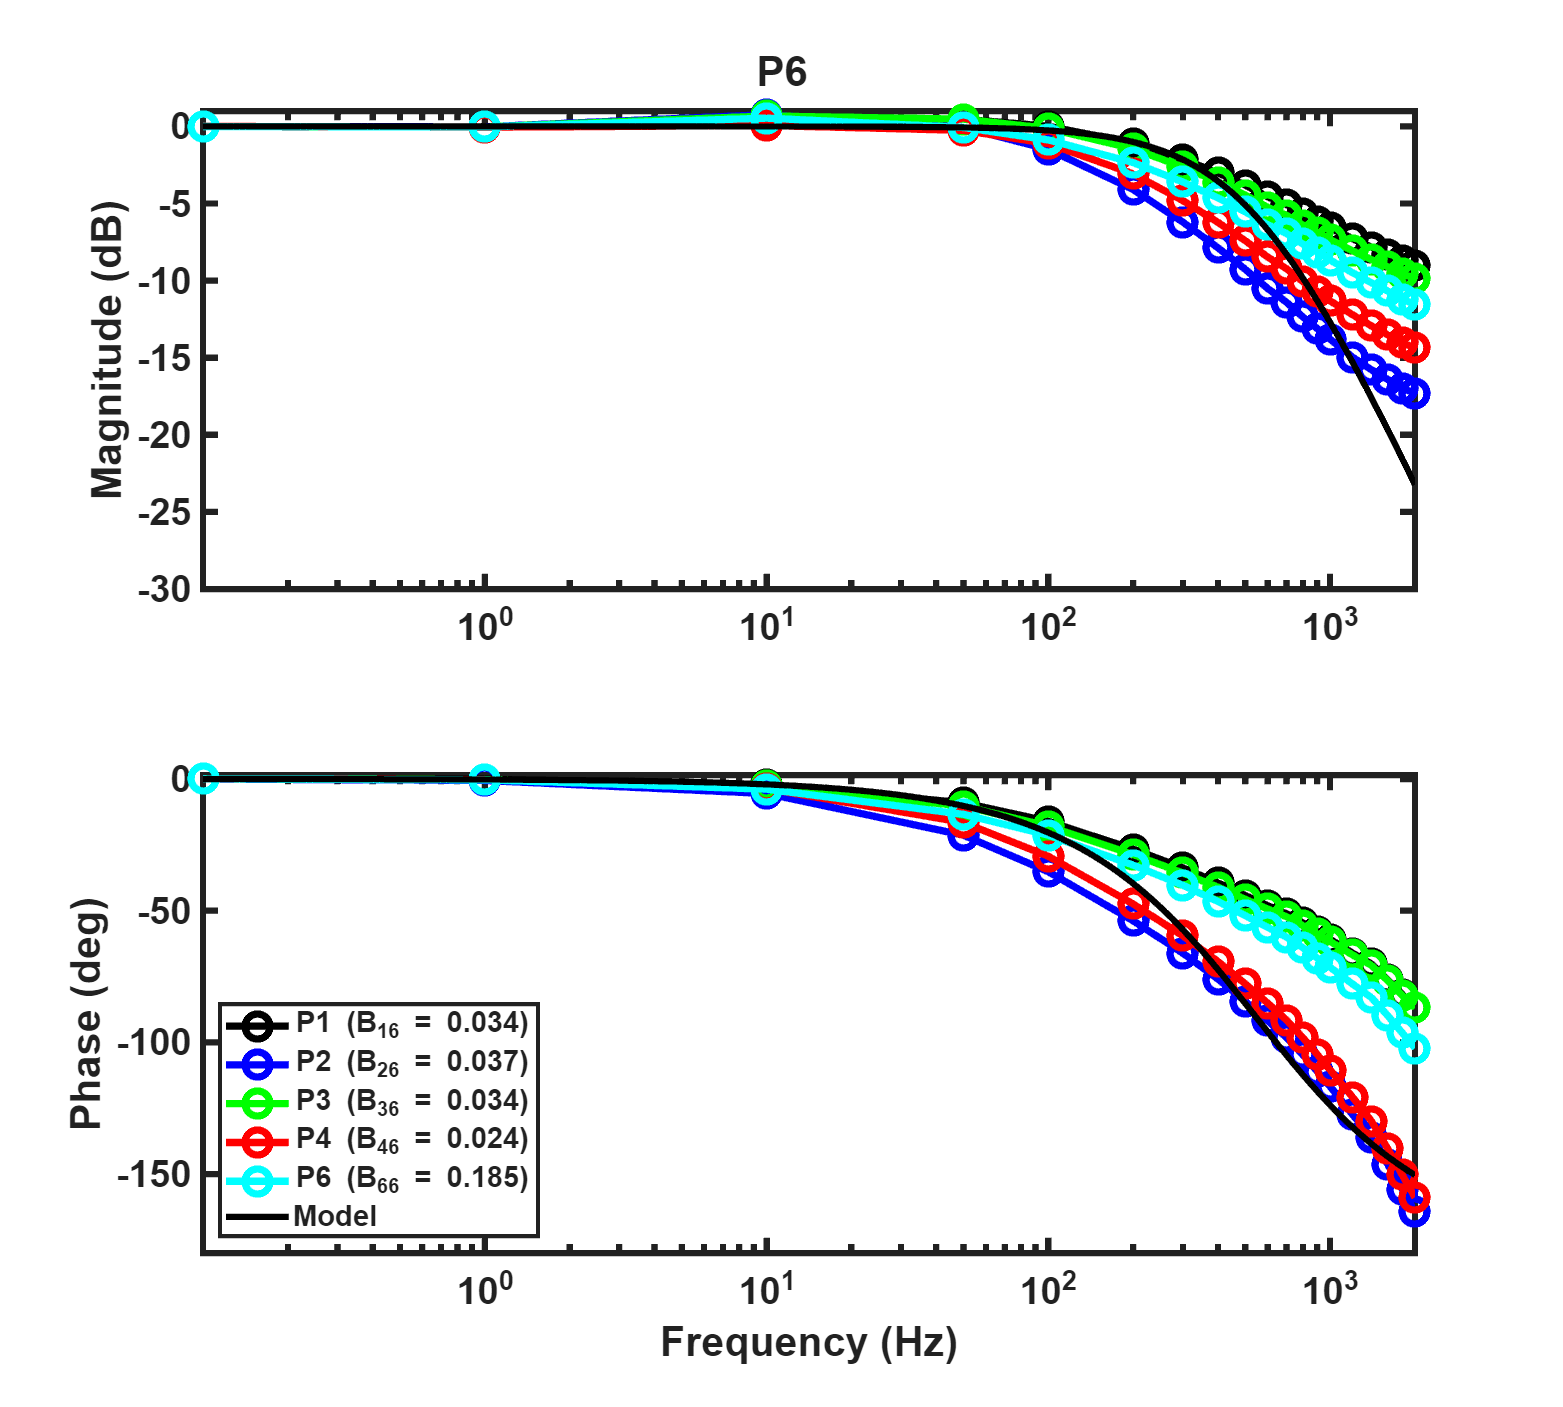 P6
0
-5
-10
-15
-20
-25
-30
Magnitude (dB)
10⁰ 10¹ 10² 10³
0
-50
-100
-150
Phase (deg)
P1 (B₁₆ = 0.034)
P2 (B₂₆ = 0.037)
P3 (B₃₆ = 0.034)
P4 (B₄₆ = 0.024)
P6 (B₆₆ = 0.185)
Model
10⁰ 10¹ 10² 10³
Frequency (Hz)